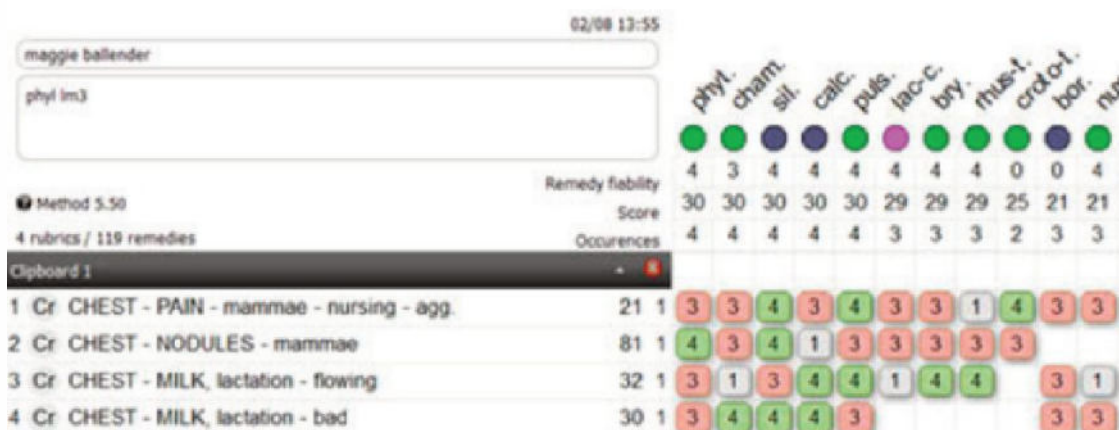 02/08 13:55
maggie ballender
phyl lm3
phyt. cham. sil. calc. puls. lac-c. bry. rhus-t. croto-t. bor.
Remedy fiability 4 3 4 4 4 4 4 4 0 0 4
Method 5.50
Score 30 30 30 30 30 29 29 29 25 21 21
4 rubrics / 119 remedies
Occurences 4 4 4 4 4 3 3 3 2 3 3
Clipboard 1
1 Cr CHEST - PAIN - mammae - nursing - agg. 21 1 3 3 4 3 4 3 3 1 4 3 3
2 Cr CHEST - NODULES - mammae 81 1 4 3 4 1 3 3 3 3 3
3 Cr CHEST - MILK, lactation - flowing 32 1 3 1 3 4 4 1 4 4 3 1
4 Cr CHEST - MILK, lactation - bad 30 1 3 4 4 4 3 3 3